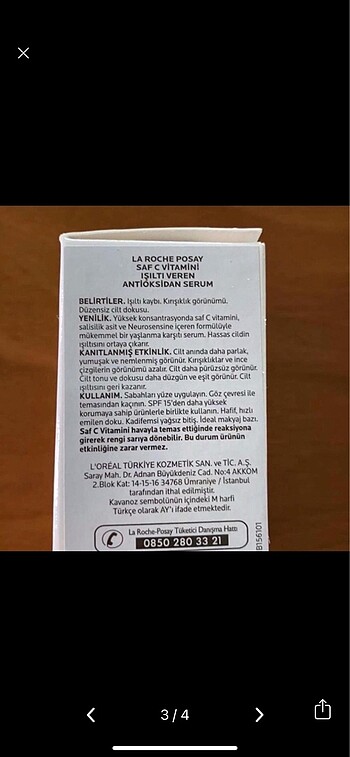 LA ROCHE POSAY
SAF C VİTAMİNİ
IŞILTI VEREN
ANTİOKSİDAN SERUM
BELİRTİLER. Işıltı kaybı. Kırışıklık görünümü.
Düzensiz cilt dokusu.
YENİLİK. Yüksek konsantrasyonda saf C vitamini,
salisilik asit ve Neurosensine içeren formülüyle
mükemmel bir yaşlanma karşıtı serum. Hassas cildin
ışıltısını ortaya çıkarır.
KANITLANMIŞ ETKİNLİK. Cilt anında daha parlak,
yumuşak ve nemlenmiş görünür. Kırışıklıklar ve ince
çizgilerin görünümü azalır. Cilt daha pürüzsüz görünür.
Cilt tonu ve dokusu daha düzgün ve eşit görünür. Cilt
ışıltısını geri kazanır.
KULLANIM. Sabahları yüze uygulayın. Göz çevresi ile
temasından kaçının. SPF 15'den daha yüksek
korumaya sahip ürünlerle birlikte kullanın. Hafif, hızlı
emilen doku. Kadifemsi yağsız bitiş. İdeal makyaj bazı.
Saf C Vitamini havayla temas ettiğinde reaksiyona
girerek rengi sarıya dönebilir. Bu durum ürünün
etkinliğine zarar vermez.
L'ORÉAL TÜRKİYE KOZMETİK SAN. ve TİC. A.Ş.
Saray Mah. Dr. Adnan Büyükdeniz Cad. No:4 AKKOM
2.Blok Kat: 14-15-16 34768 Ümraniye / İstanbul
tarafından ithal edilmiştir.
Kavanoz sembolünün içindeki M harfi
Türkçe olarak AY'ı ifade etmektedir.
La Roche-Posay Tüketici Danışma Hattı
0850 280 33 21
B156101
3/4